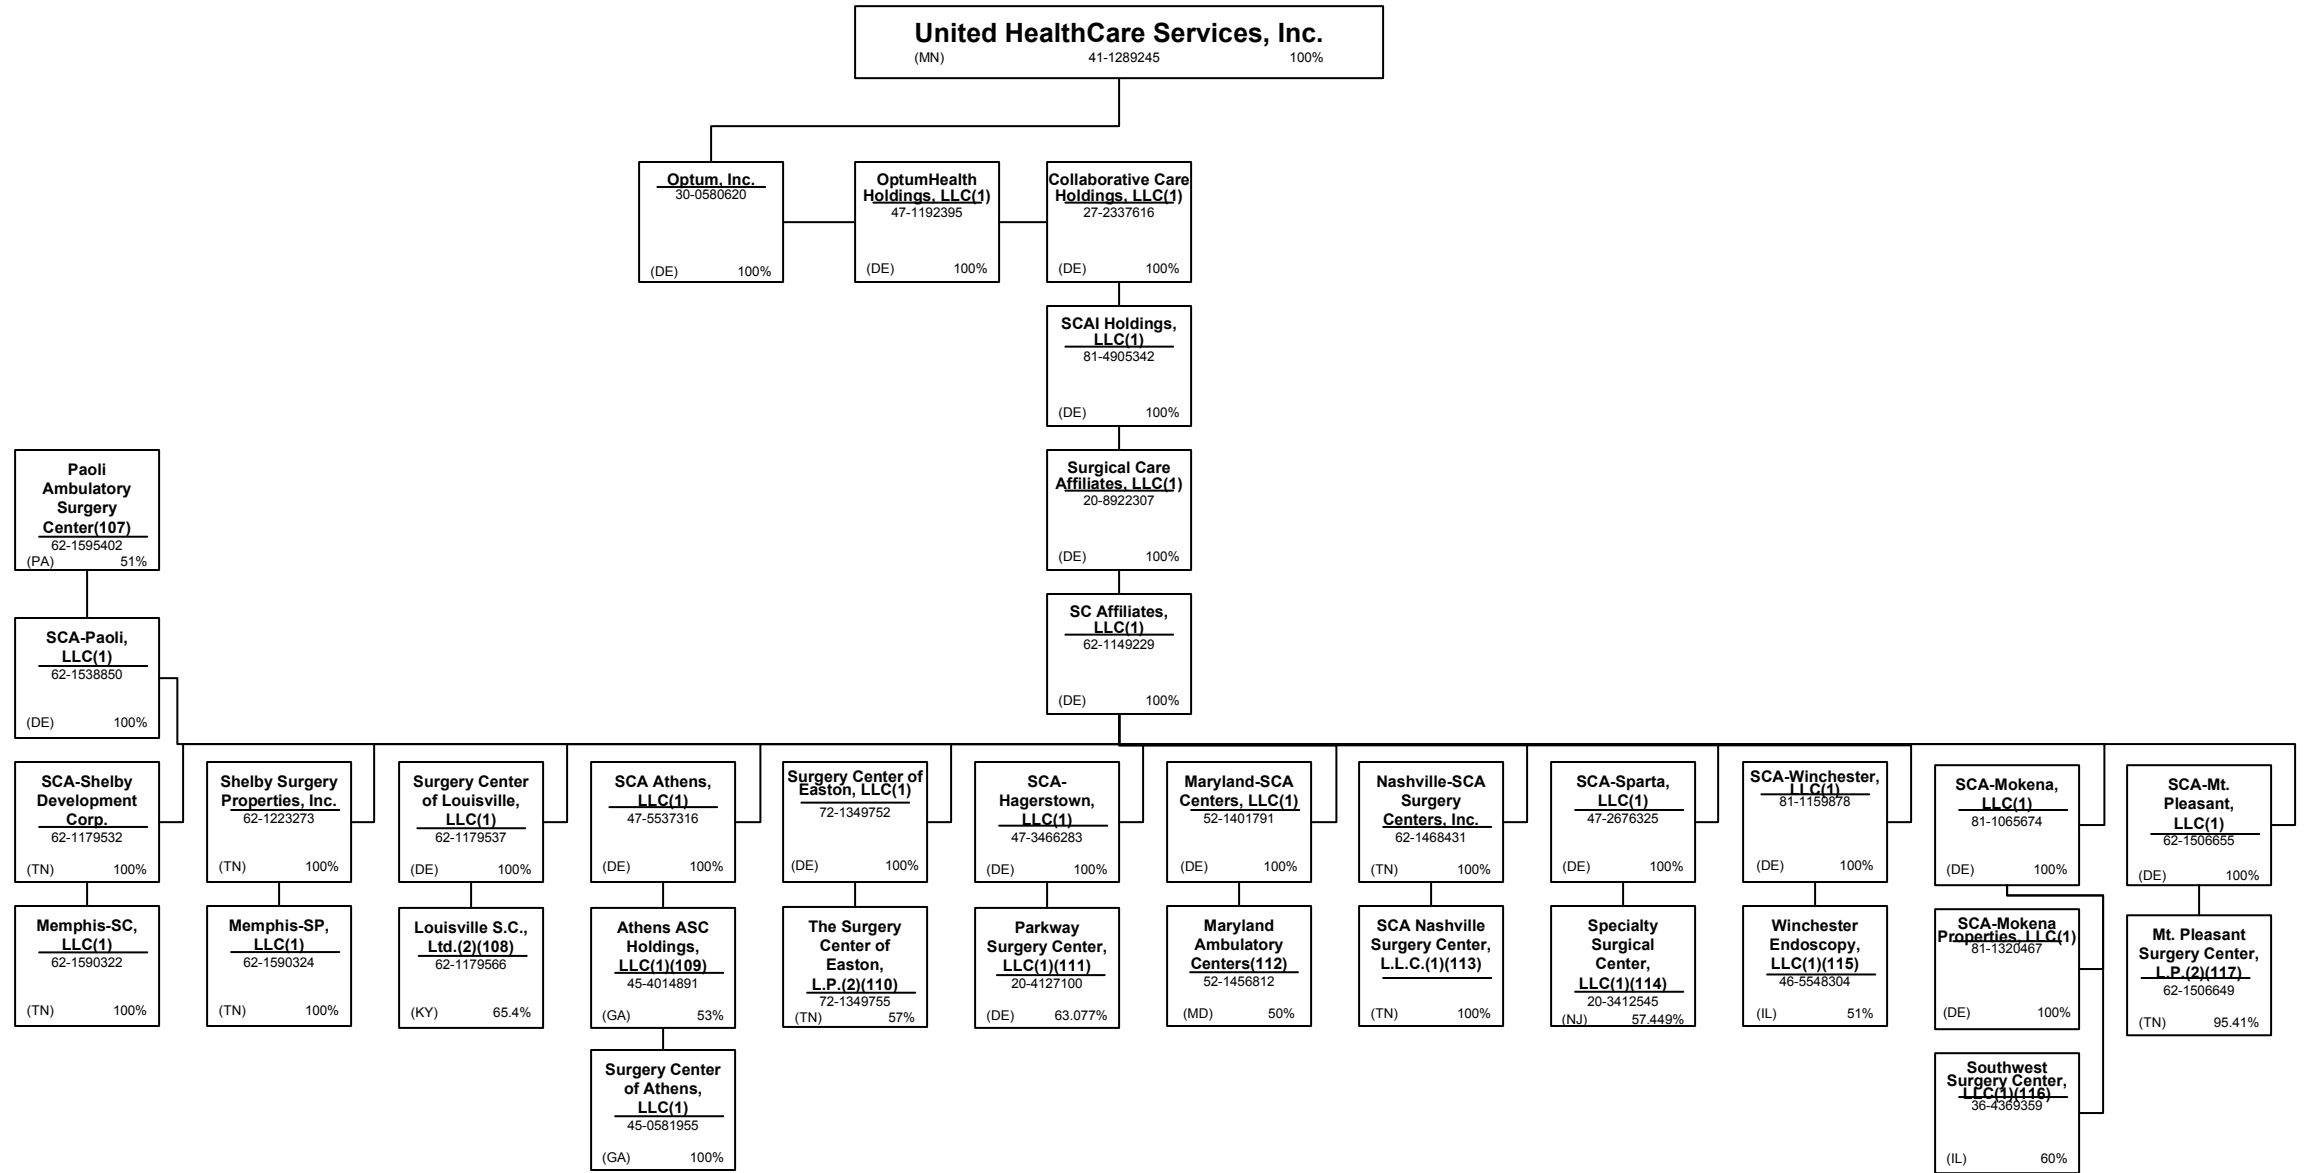 United HealthCare Services, Inc.
(MN) 41-1289245 100%
Optum, Inc.
30-0580620
(DE) 100%
OptumHealth
Holdings, LLC(1)
47-1192395
(DE) 100%
Collaborative Care
Holdings, LLC(1)
27-2337616
(DE) 100%
SCAI Holdings,
LLC(1)
81-4905342
(DE) 100%
Surgical Care
Affiliates, LLC(1)
20-8922307
(DE) 100%
SC Affiliates,
LLC(1)
62-1149229
(DE) 100%
Paoli
Ambulatory
Surgery
Center(107)
62-1595402
(PA) 51%
SCA-Paoli,
LLC(1)
62-1538850
(DE) 100%
SCA-Shelby
Development
Corp.
62-1179532
(TN) 100%
Shelby Surgery
Properties, Inc.
62-1223273
(TN) 100%
Surgery Center
of Louisville,
LLC(1)
62-1179537
(DE) 100%
SCA Athens,
LLC(1)
47-5537316
(DE) 100%
Surgery Center of
Easton, LLC(1)
72-1349752
(DE) 100%
SCA-
Hagerstown,
LLC(1)
47-3466283
(DE) 100%
Maryland-SCA
Centers, LLC(1)
52-1401791
(DE) 100%
Nashville-SCA
Surgery
Centers, Inc.
62-1468431
(TN) 100%
SCA-Sparta,
LLC(1)
47-2676325
(DE) 100%
SCA-Winchester,
LLC(1)
81-1159878
(DE) 100%
SCA-Mokena,
LLC(1)
81-1065674
(DE) 100%
SCA-Mt.
Pleasant,
LLC(1)
62-1506655
(DE) 100%
Memphis-SC,
LLC(1)
62-1590322
(TN) 100%
Memphis-SP,
LLC(1)
62-1590324
(TN) 100%
Louisville S.C.,
Ltd.(2)(108)
62-1179566
(KY) 65.4%
Athens ASC
Holdings,
LLC(1)(109)
45-4014891
(GA) 53%
The Surgery
Center of
Easton,
L.P.(2)(110)
72-1349755
(TN) 57%
Parkway
Surgery Center,
LLC(1)(111)
20-4127100
(DE) 63.077%
Maryland
Ambulatory
Centers(112)
52-1456812
(MD) 50%
SCA Nashville
Surgery Center,
L.L.C.(1)(113)
(TN) 100%
Specialty
Surgical
Center,
LLC(1)(114)
20-3412545
(NJ) 57.449%
Winchester
Endoscopy,
LLC(1)(115)
46-5548304
(IL) 51%
SCA-Mokena
Properties, LLC(1)
81-1320467
(DE) 100%
Mt. Pleasant
Surgery Center,
L.P.(2)(117)
62-1506649
(TN) 95.41%
Surgery Center
of Athens,
LLC(1)
45-0581955
(GA) 100%
Southwest
Surgery Center,
LLC(1)(116)
36-4369359
(IL) 60%